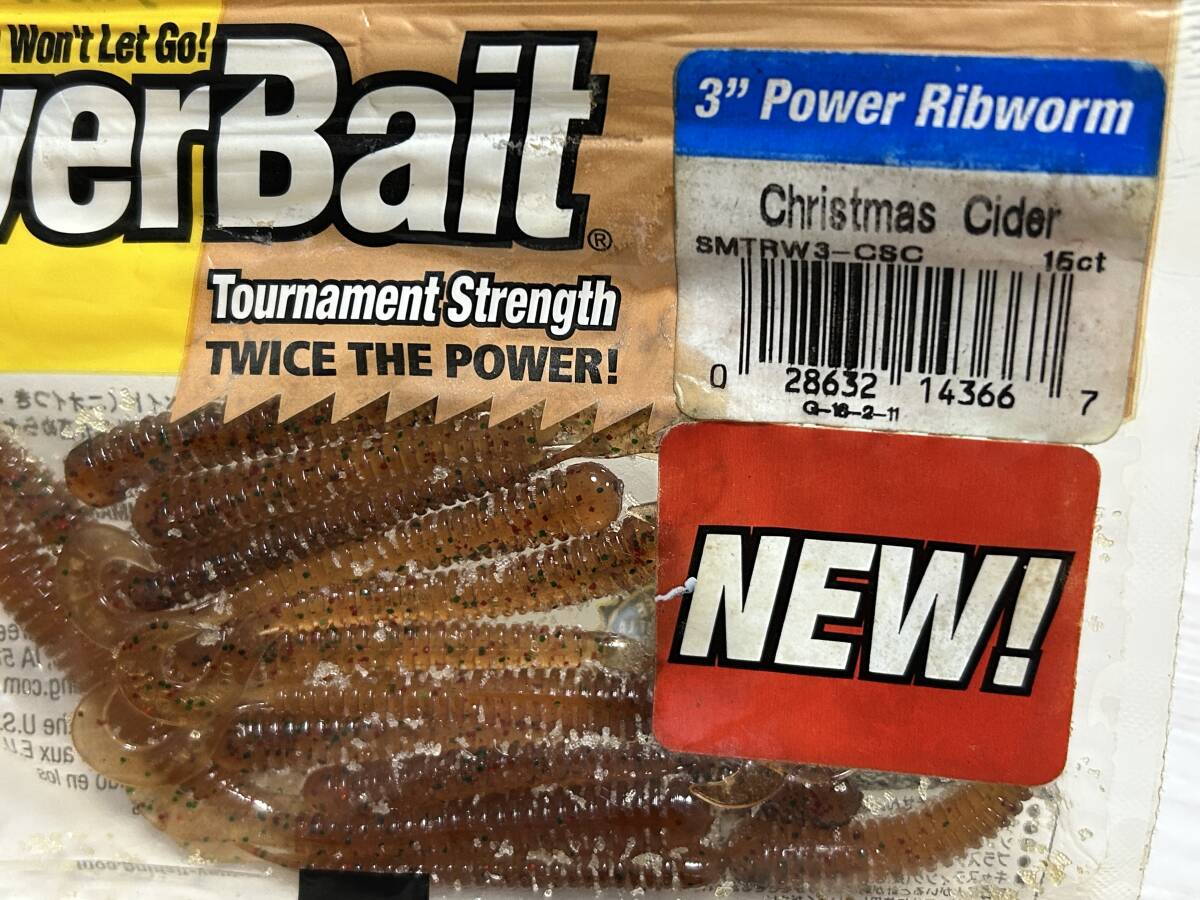 Won't Let Go!
verBait®
Tournament Strength
TWICE THE POWER!
3” Power Ribworm
Christmas Cider
SMTRW3-CSC 15ct
0 28632 14366 7
G-16-2-11
NEW!